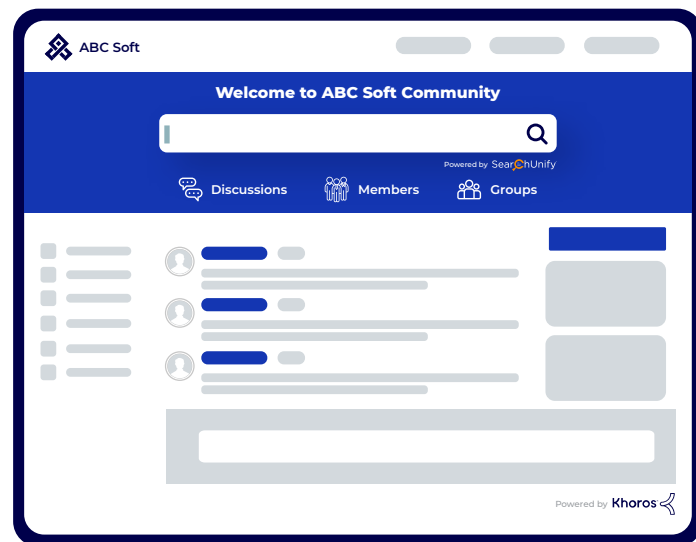 ABC Soft
Welcome to ABC Soft Community
Powered by SearchUnify
Discussions Members Groups
Powered by Khoros